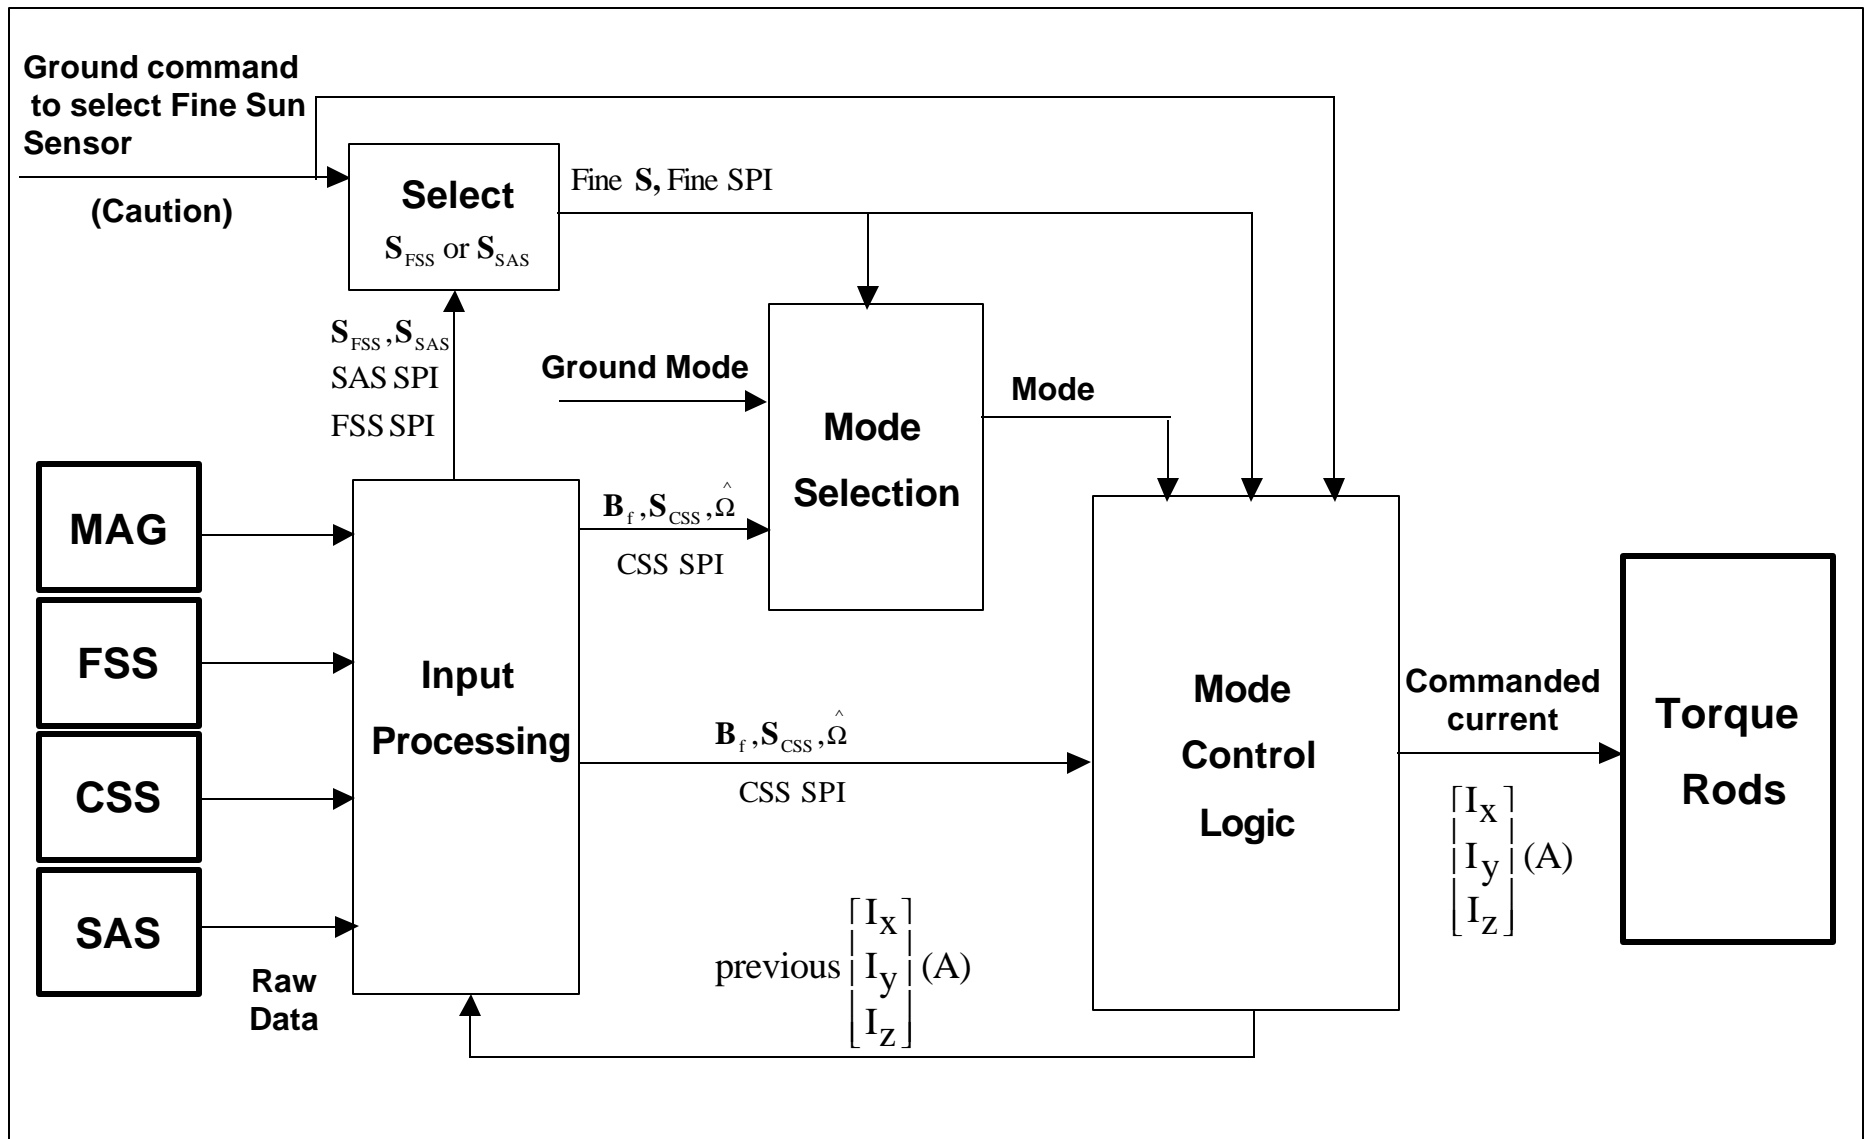 Ground command
to select Fine Sun
Sensor
(Caution)
Select
S_FSS or S_SAS
Fine S, Fine SPI
S_FSS, S_SAS
SAS SPI
FSS SPI
Ground Mode
Mode
Selection
Mode
MAG
FSS
CSS
SAS
Raw
Data
Input
Processing
B_f, S_CSS, Ω̂
CSS SPI
B_f, S_CSS, Ω̂
CSS SPI
Mode
Control
Logic
Commanded
current
[I_x
I_y
I_z] (A)
Torque
Rods
previous [I_x
I_y
I_z] (A)